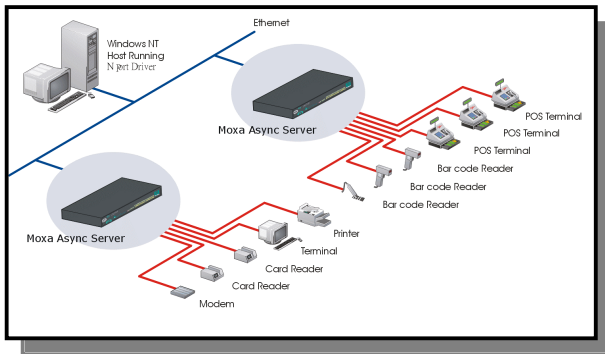 Ethernet
Windows NT
Host Running
N port Driver
Moxa Async Server
POS Terminal
POS Terminal
POS Terminal
Bar code Reader
Bar code Reader
Bar code Reader
Moxa Async Server
Printer
Terminal
Card Reader
Card Reader
Modem